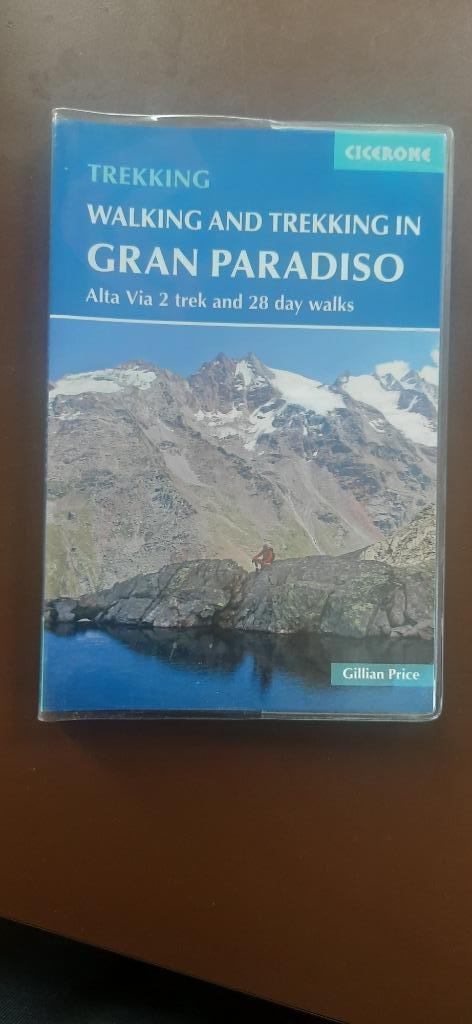 CICERONE
TREKKING
WALKING AND TREKKING IN
GRAN PARADISO
Alta Via 2 trek and 28 day walks
Gillian Price